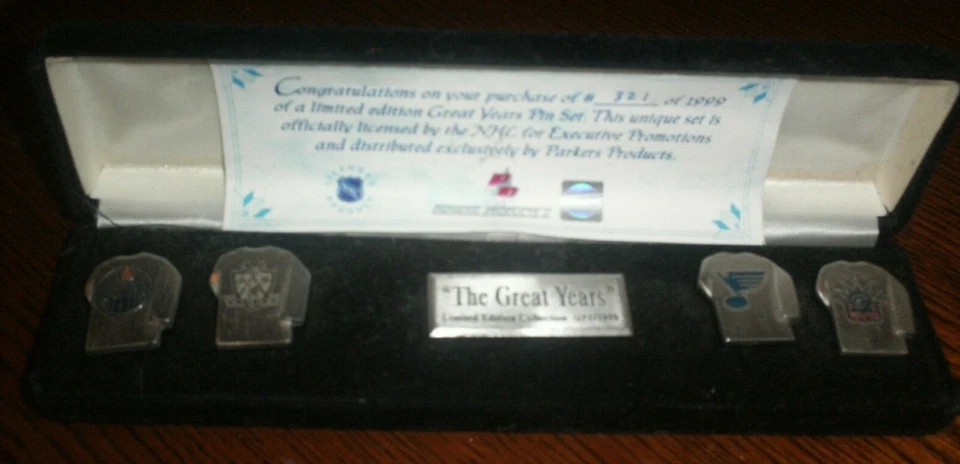 Congratulations on your purchase of # 321 of 1999
of a limited edition Great Years Pin Set. This unique set is
officially licensed by the NHL for Executive Promotions
and distributed exclusively by Parkers Products.
PARKERS PRODUCTS
"The Great Years"
Limited Edition Collection